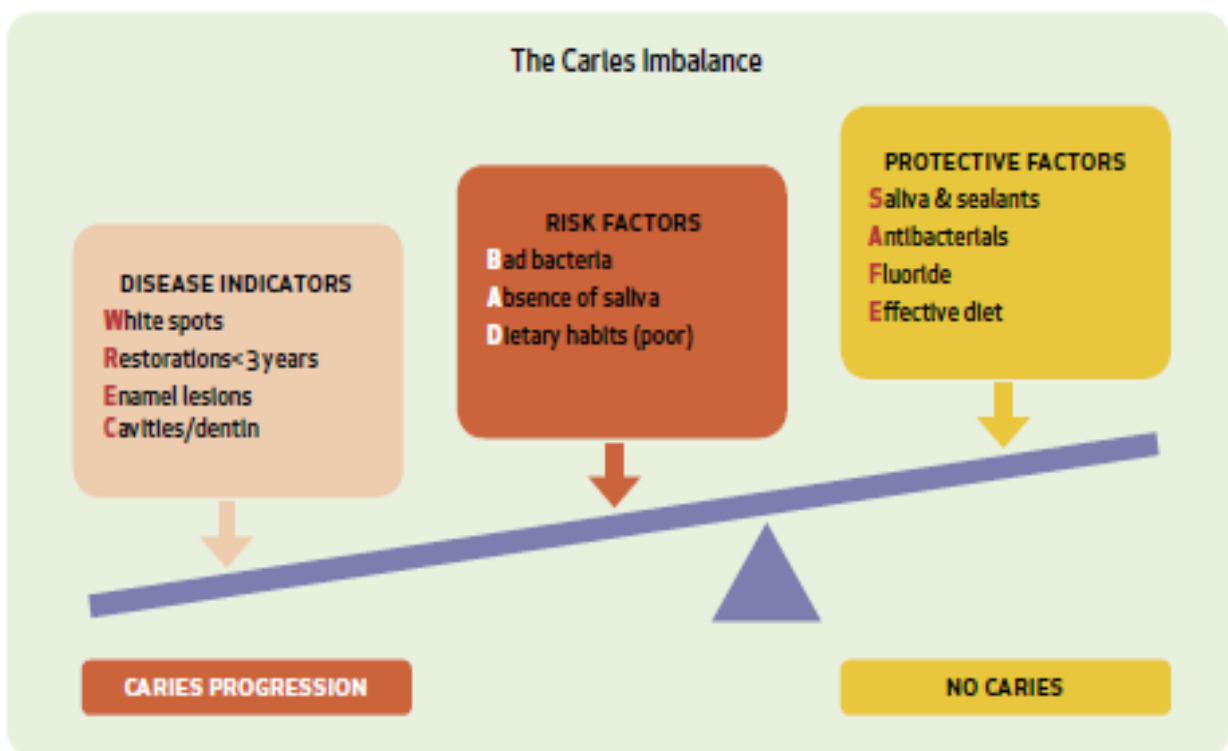 The Caries Imbalance
DISEASE INDICATORS
White spots
Restorations<3 years
Enamel lesions
Cavities/dentin
RISK FACTORS
Bad bacteria
Absence of saliva
Dietary habits (poor)
PROTECTIVE FACTORS
Saliva & sealants
Antibacterials
Fluoride
Effective diet
CARIES PROGRESSION
NO CARIES